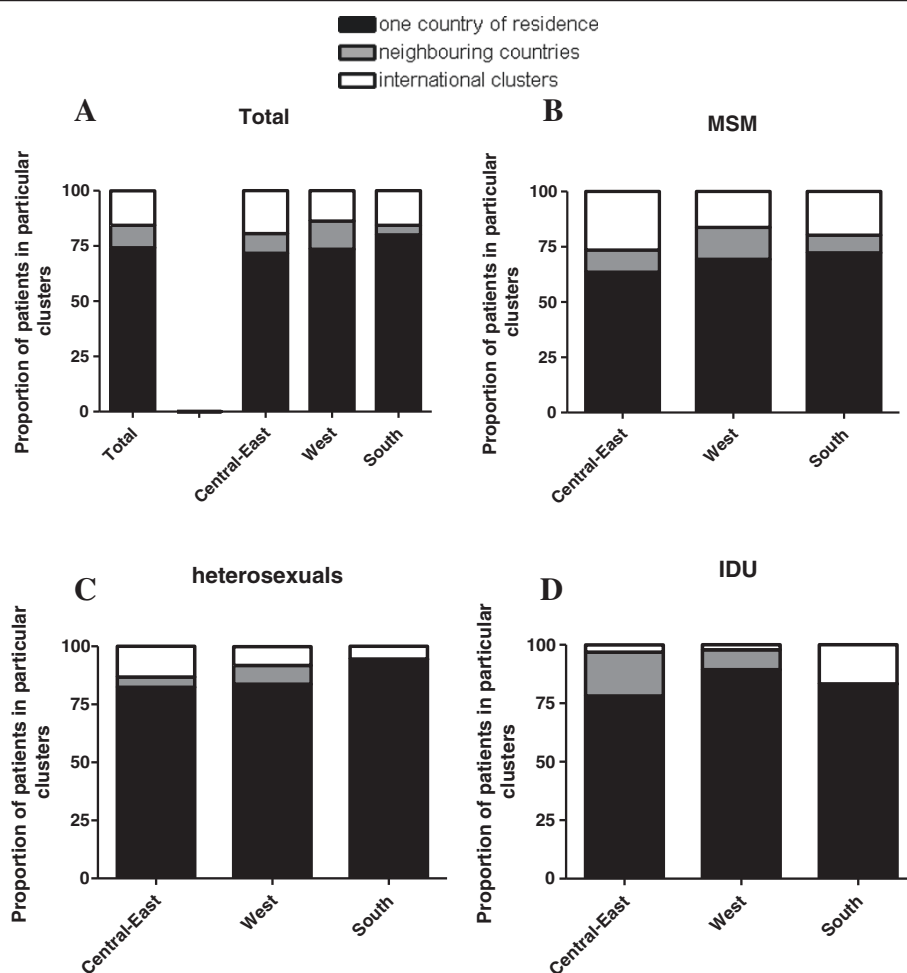 one country of residence
neighbouring countries
international clusters
A
Total
Proportion of patients in particular
clusters
100
75
50
25
0
Total
Central-East
West
South
B
MSM
Proportion of patients in particular
clusters
100
75
50
25
0
Central-East
West
South
C
heterosexuals
Proportion of patients in particular
clusters
100
75
50
25
0
Central-East
West
South
D
IDU
Proportion of patients in particular
clusters
100
75
50
25
0
Central-East
West
South